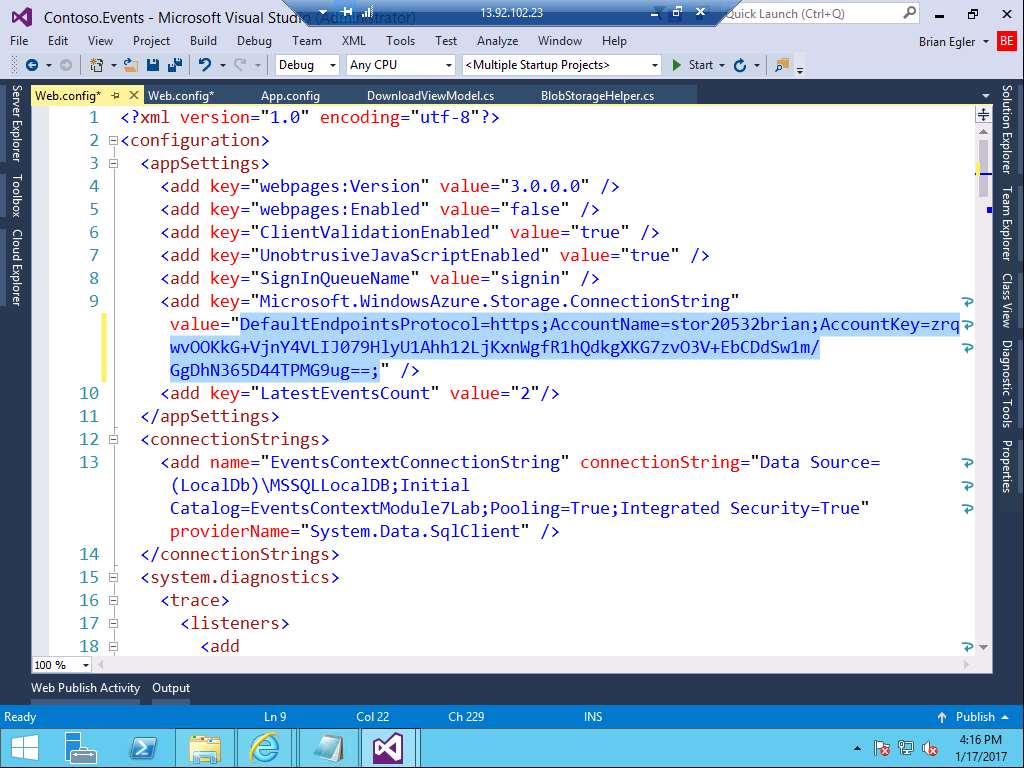 Contoso.Events - Microsoft Visual Studio (Administrator)
13.92.102.23
Quick Launch (Ctrl+Q)
File Edit View Project Build Debug Team XML Tools Test Analyze Window Help
Brian Egler BE
Debug Any CPU <Multiple Startup Projects> Start
Web.config* Web.config* App.config DownloadViewModel.cs BlobStorageHelper.cs
Server Explorer
Toolbox
Cloud Explorer
1 <?xml version="1.0" encoding="utf-8"?>
2 <configuration>
3 <appSettings>
4 <add key="webpages:Version" value="3.0.0.0" />
5 <add key="webpages:Enabled" value="false" />
6 <add key="ClientValidationEnabled" value="true" />
7 <add key="UnobtrusiveJavaScriptEnabled" value="true" />
8 <add key="SignInQueueName" value="signin" />
9 <add key="Microsoft.WindowsAzure.Storage.ConnectionString"
value="DefaultEndpointsProtocol=https;AccountName=stor20532brian;AccountKey=zrq
wvOOKkG+VjnY4VLIJ079HlyU1Ahh12LjKxnWgfR1hQdkgXKG7zvO3V+EbCDdSw1m/
GgDhN365D44TPMG9ug==;" />
10 <add key="LatestEventsCount" value="2"/>
11 </appSettings>
12 <connectionStrings>
13 <add name="EventsContextConnectionString" connectionString="Data Source=
(LocalDb)\MSSQLLocalDB;Initial
Catalog=EventsContextModule7Lab;Pooling=True;Integrated Security=True"
providerName="System.Data.SqlClient" />
14 </connectionStrings>
15 <system.diagnostics>
16 <trace>
17 <listeners>
18 <add
Solution Explorer
Team Explorer
Class View
Diagnostic Tools
Properties
100 %
Web Publish Activity Output
Ready Ln 9 Col 22 Ch 229 INS Publish
4:16 PM
1/17/2017